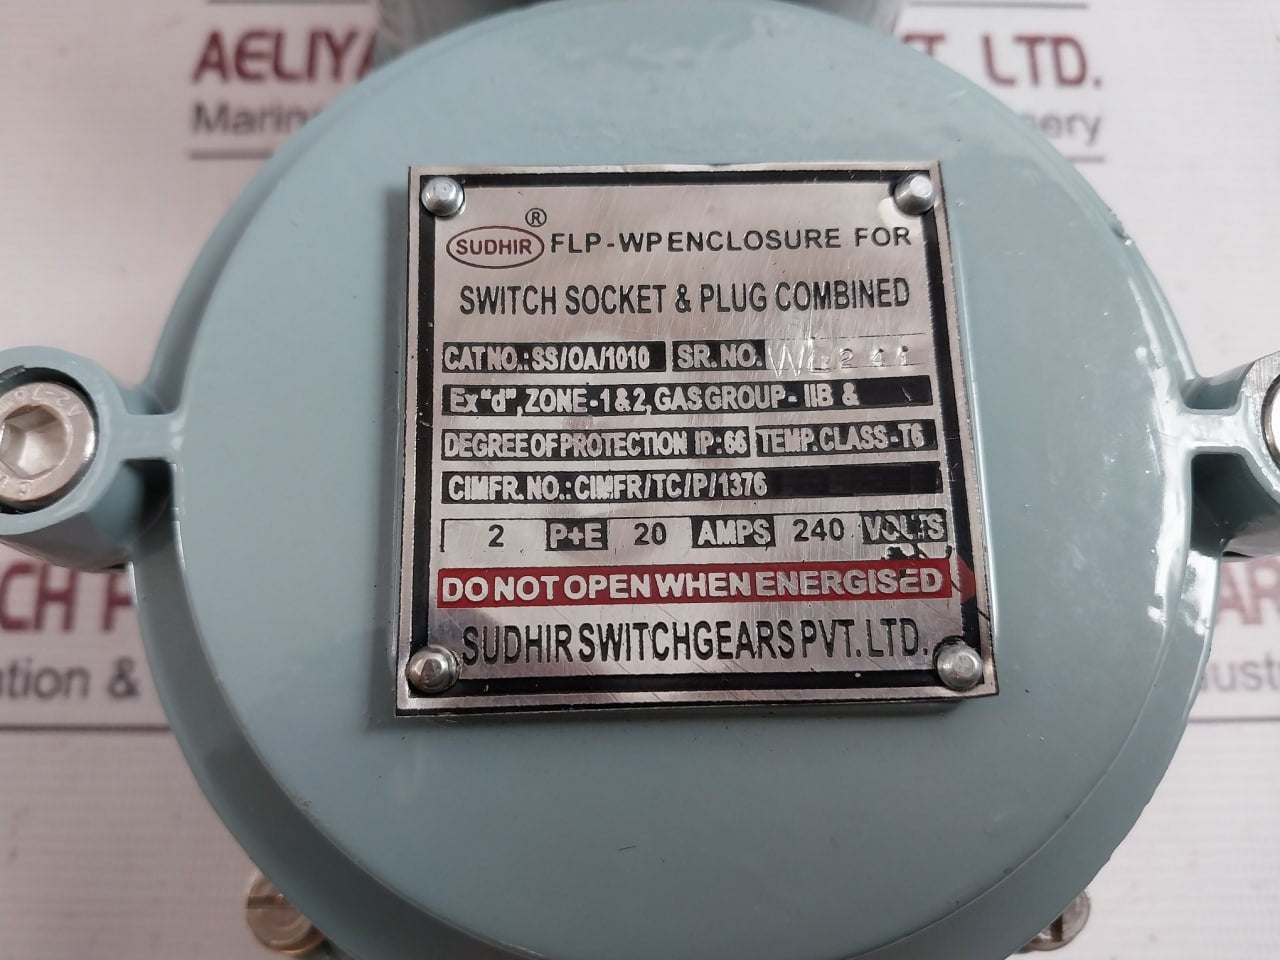 AELIYA LTD.
Marin
SUDHIR ® FLP-WP ENCLOSURE FOR
SWITCH SOCKET & PLUG COMBINED
CAT NO.: SS/OA/1010 SR. NO.
Ex "d", ZONE-1 & 2, GAS GROUP- IIB &
DEGREE OF PROTECTION IP:66 TEMP. CLASS-T6
CIMFR. NO.: CIMFR/TC/P/1376
2 P+E 20 AMPS 240 VOLTS
DO NOT OPEN WHEN ENERGISED
SUDHIR SWITCHGEARS PVT. LTD.